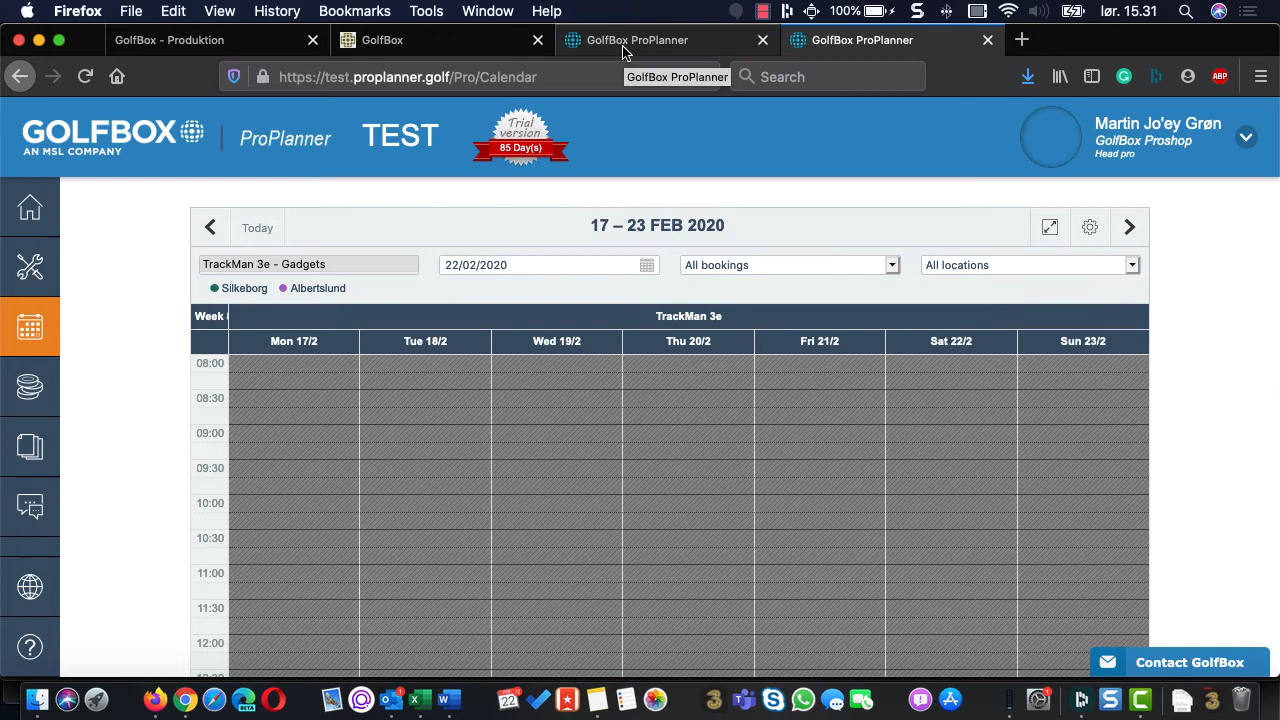 Firefox File Edit View History Bookmarks Tools Window Help 100% lør. 15.31
GolfBox - Produktion GolfBox GolfBox ProPlanner GolfBox ProPlanner
https://test.proplanner.golf/Pro/Calendar GolfBox ProPlanner Search ABP
GOLFBOX
AN MSL COMPANY
ProPlanner
TEST
Trial
version
85 Day(s)
Martin Jo'ey Grøn
GolfBox Proshop
Head pro
Today 17 – 23 FEB 2020
TrackMan 3e - Gadgets 22/02/2020 All bookings All locations
Silkeborg Albertslund
Week TrackMan 3e
Mon 17/2 Tue 18/2 Wed 19/2 Thu 20/2 Fri 21/2 Sat 22/2 Sun 23/2
08:00
08:30
09:00
09:30
10:00
10:30
11:00
11:30
12:00
Contact GolfBox